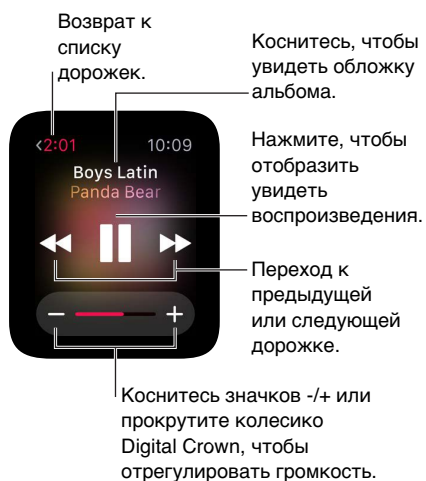 Возврат к
списку
дорожек.
Коснитесь, чтобы
увидеть обложку
альбома.
<2:01 10:09
Boys Latin
Panda Bear
Нажмите, чтобы
отобразить
увидеть
воспроизведения.
Переход к
предыдущей
или следующей
дорожке.
Коснитесь значков -/+ или
прокрутите колесико
Digital Crown, чтобы
отрегулировать громкость.